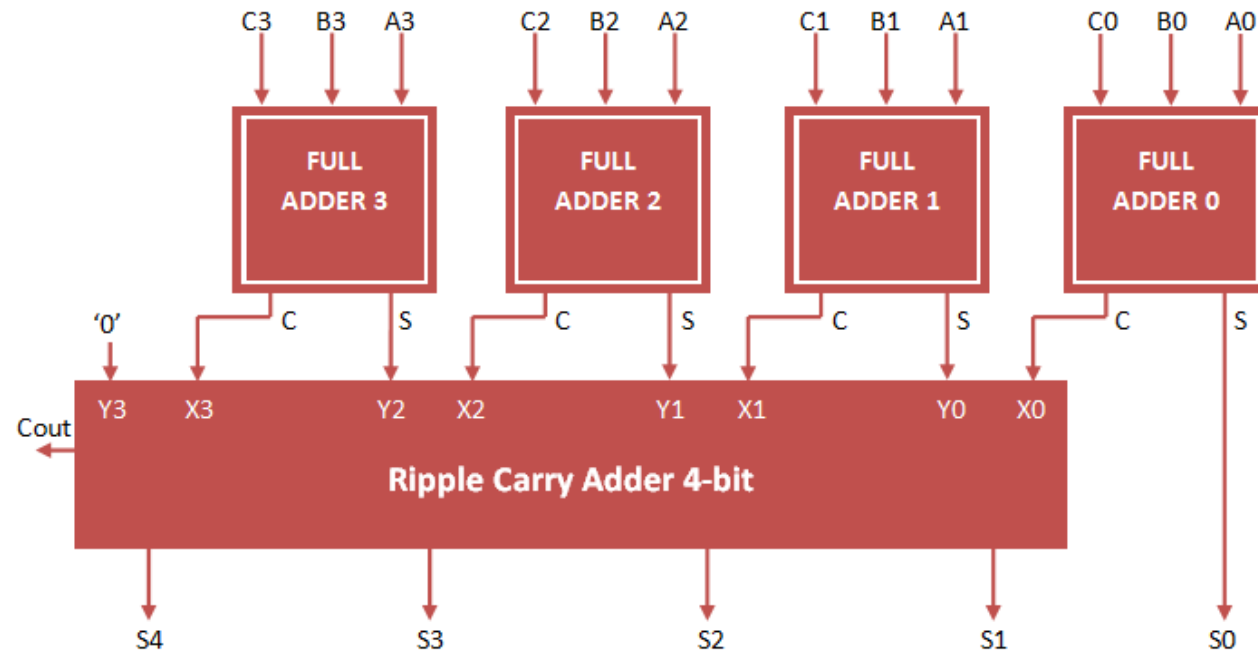 C3 B3 A3 C2 B2 A2 C1 B1 A1 C0 B0 A0
FULL ADDER 3
FULL ADDER 2
FULL ADDER 1
FULL ADDER 0
'0' C S C S C S C S
Y3 X3 Y2 X2 Y1 X1 Y0 X0
Cout
Ripple Carry Adder 4-bit
S4 S3 S2 S1 S0